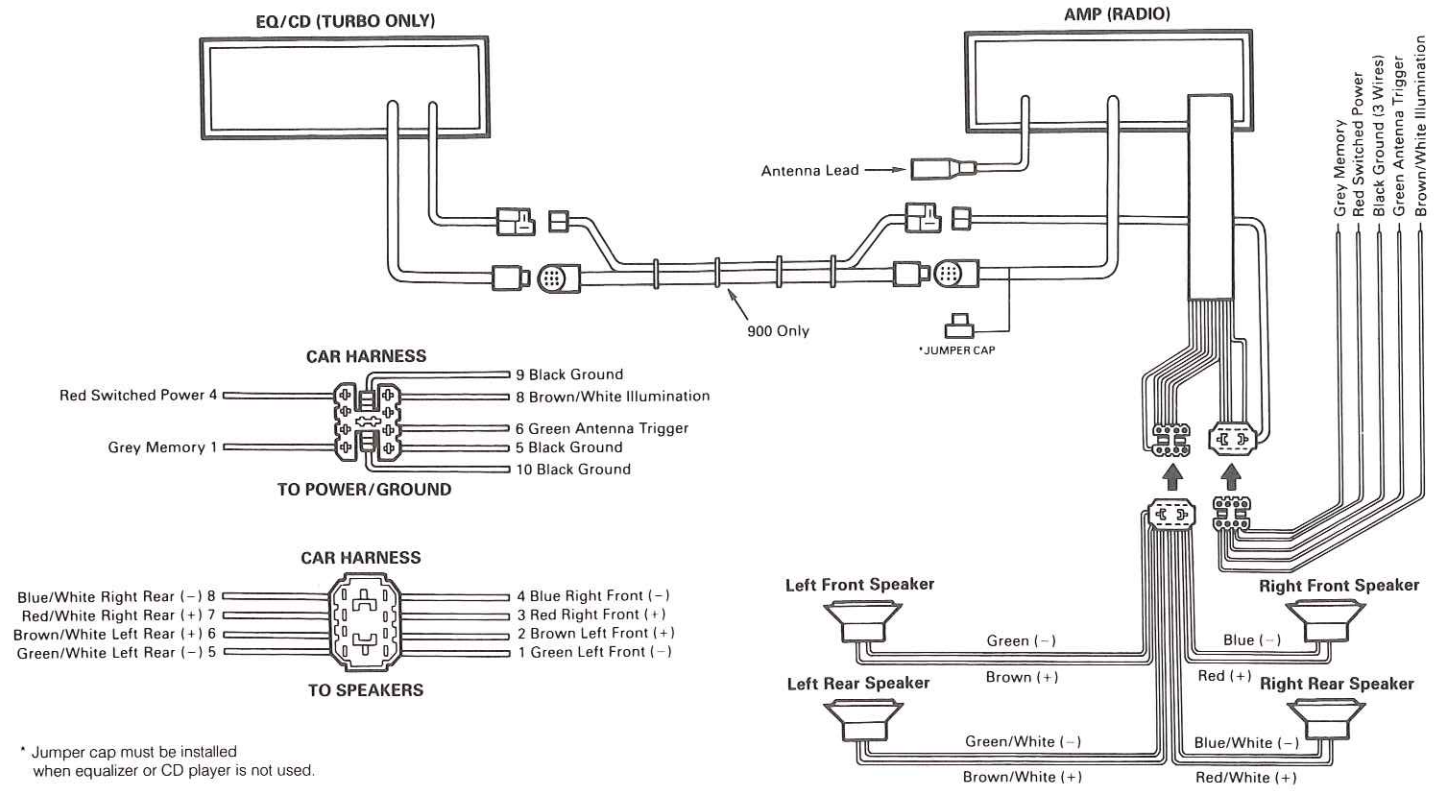 EQ/CD (TURBO ONLY)
AMP (RADIO)
Grey Memory
Red Switched Power
Black Ground (3 Wires)
Green Antenna Trigger
Brown/White Illumination
Antenna Lead
900 Only
*JUMPER CAP
CAR HARNESS
Red Switched Power 4
Grey Memory 1
9 Black Ground
8 Brown/White Illumination
6 Green Antenna Trigger
5 Black Ground
10 Black Ground
TO POWER/GROUND
CAR HARNESS
Blue/White Right Rear (-) 8
Red/White Right Rear (+) 7
Brown/White Left Rear (+) 6
Green/White Left Rear (-) 5
4 Blue Right Front (-)
3 Red Right Front (+)
2 Brown Left Front (+)
1 Green Left Front (-)
TO SPEAKERS
Left Front Speaker
Right Front Speaker
Green (-)
Blue (-)
Brown (+)
Red (+)
Left Rear Speaker
Right Rear Speaker
Green/White (-)
Blue/White (-)
Brown/White (+)
Red/White (+)
* Jumper cap must be installed
when equalizer or CD player is not used.